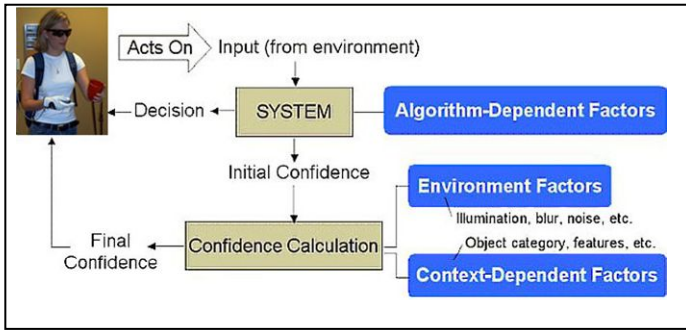 Acts On
Input (from environment)
Decision
SYSTEM
Algorithm-Dependent Factors
Initial Confidence
Environment Factors
Illumination, blur, noise, etc.
Final
Confidence
Confidence Calculation
Object category, features, etc.
Context-Dependent Factors